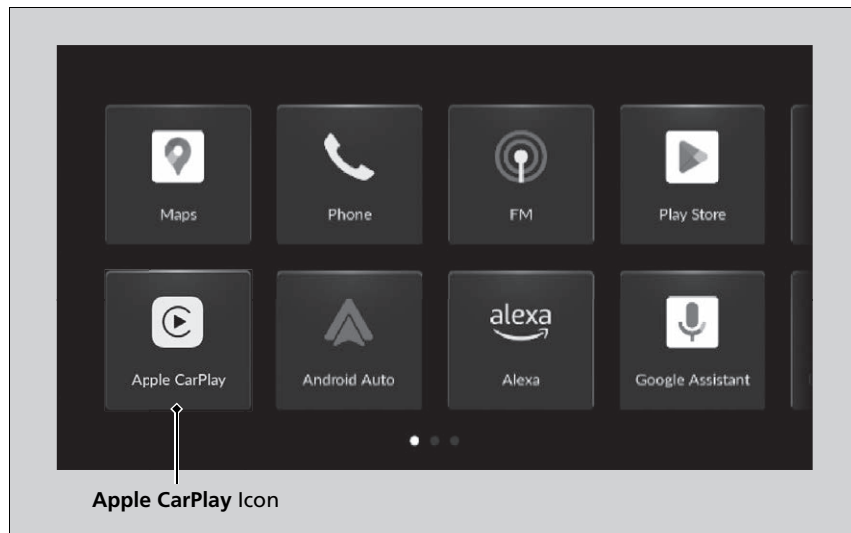 Maps
Phone
FM
Play Store
Apple CarPlay
Android Auto
alexa
Alexa
Google Assistant
Apple CarPlay Icon